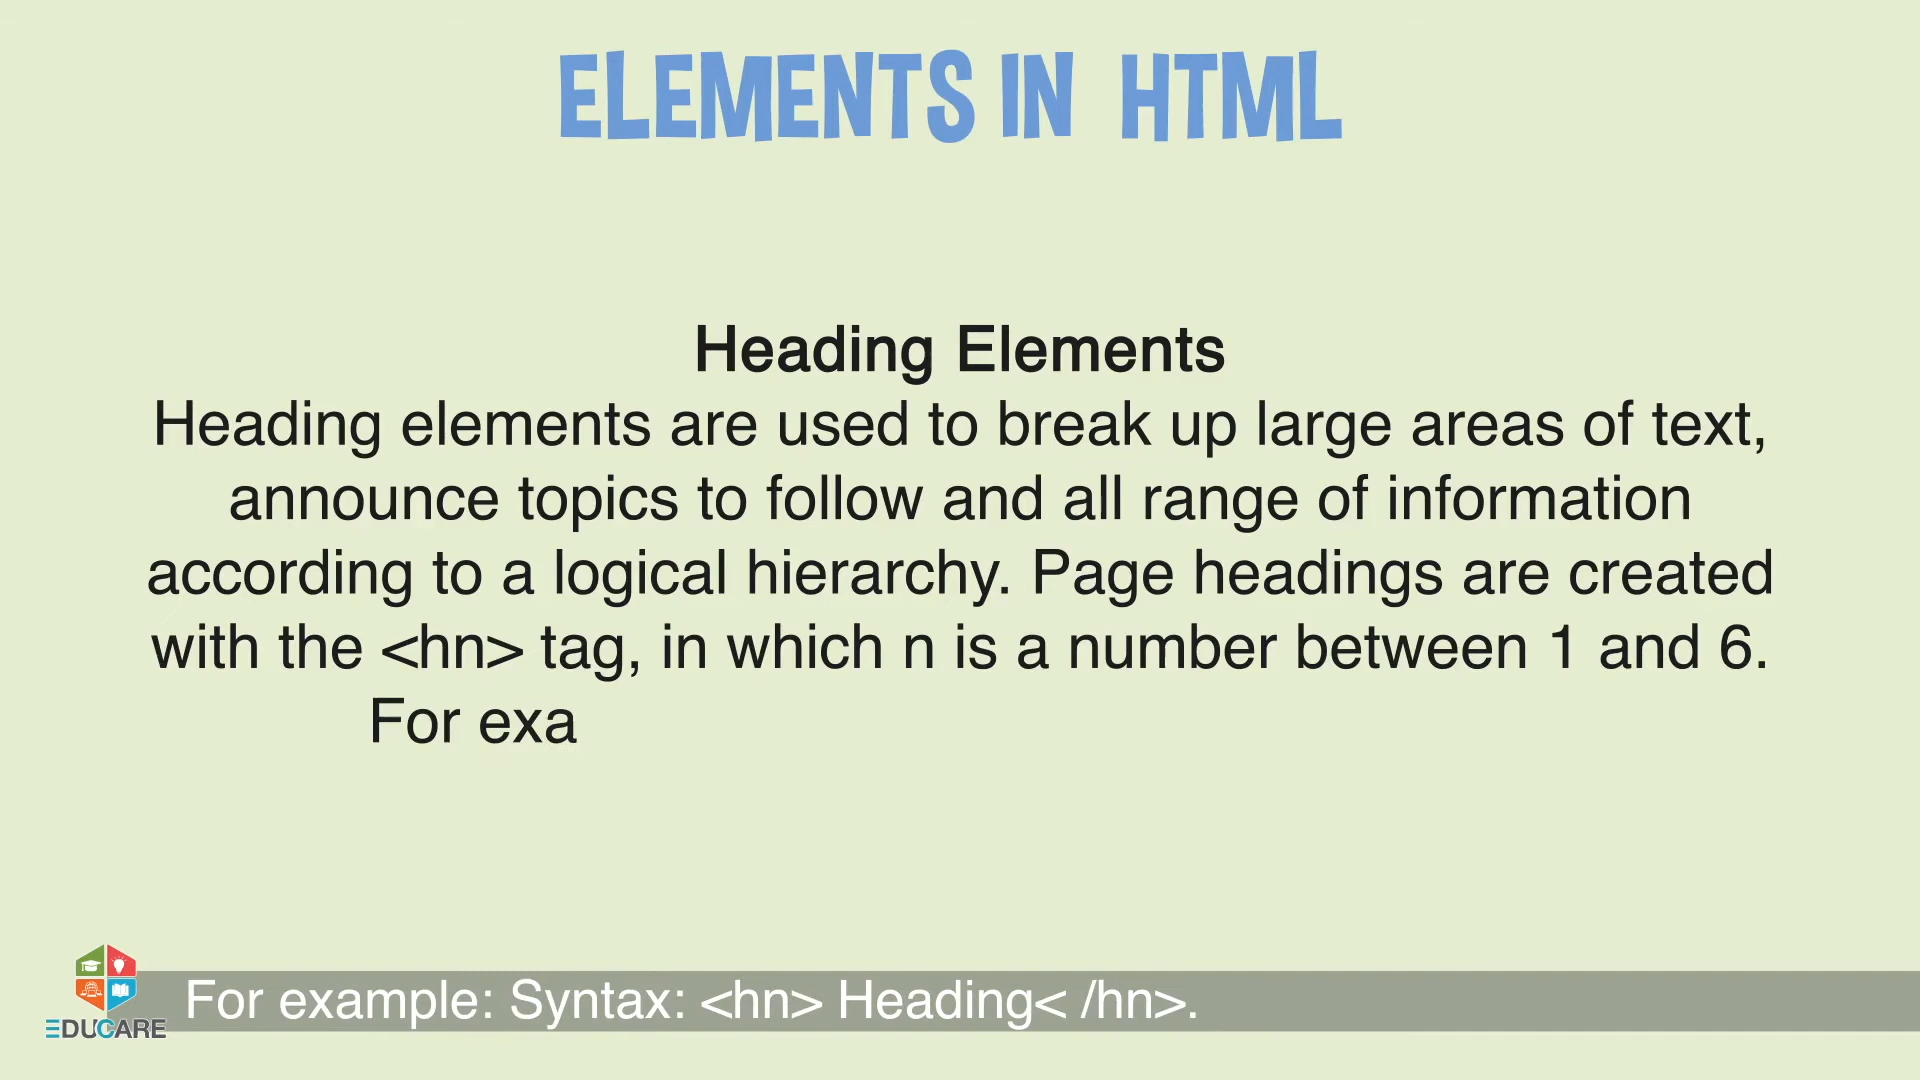 ELEMENTS IN HTML
Heading Elements
Heading elements are used to break up large areas of text,
announce topics to follow and all range of information
according to a logical hierarchy. Page headings are created
with the <hn> tag, in which n is a number between 1 and 6.
For exa
For example: Syntax: <hn> Heading< /hn>.
EDUCARE